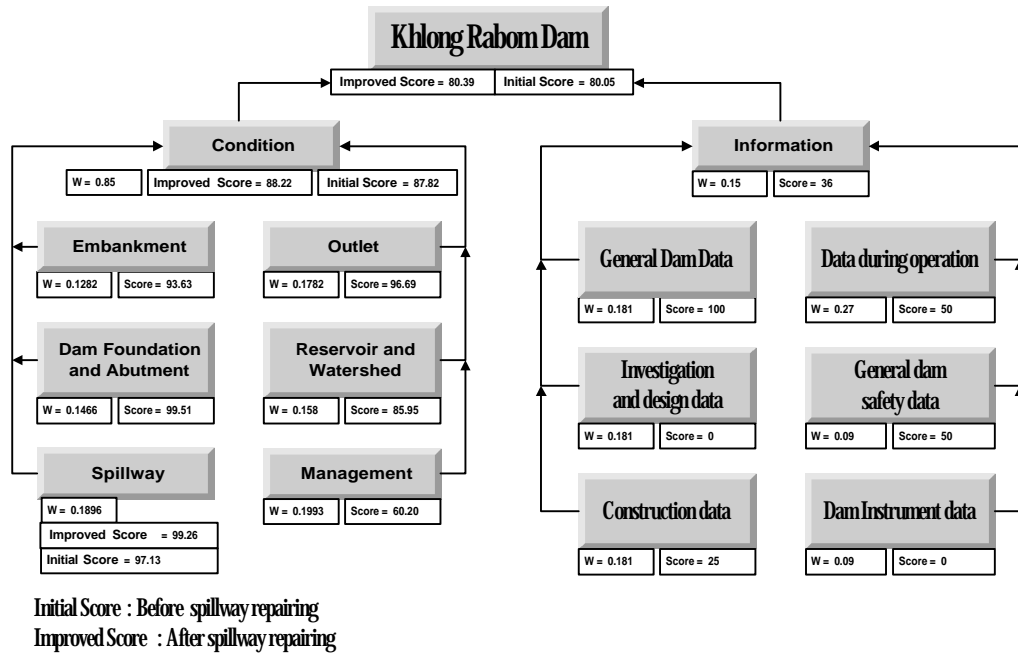 Khlong Rabom Dam
Improved Score = 80.39
Initial Score = 80.05
Condition
W = 0.85
Improved Score = 88.22
Initial Score = 87.82
Embankment
W = 0.1282
Score = 93.63
Dam Foundation
and Abutment
W = 0.1466
Score = 99.51
Spillway
W = 0.1896
Improved Score = 99.26
Initial Score = 97.13
Outlet
W = 0.1782
Score = 96.69
Reservoir and
Watershed
W = 0.158
Score = 85.95
Management
W = 0.1993
Score = 60.20
Information
W = 0.15
Score = 36
General Dam Data
W = 0.181
Score = 100
Investigation
and design data
W = 0.181
Score = 0
Construction data
W = 0.181
Score = 25
Data during operation
W = 0.27
Score = 50
General dam
safety data
W = 0.09
Score = 50
Dam Instrument data
W = 0.09
Score = 0
Initial Score : Before spillway repairing
Improved Score : After spillway repairing